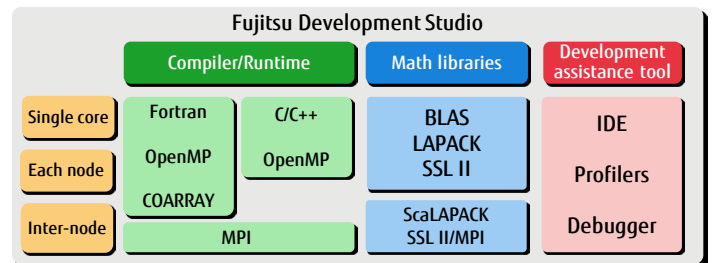 Fujitsu Development Studio
Compiler/Runtime
Math libraries
Development
assistance tool
Single core
Each node
Inter-node
Fortran
OpenMP
COARRAY
C/C++
OpenMP
MPI
BLAS
LAPACK
SSL II
ScaLAPACK
SSL II/MPI
IDE
Profilers
Debugger